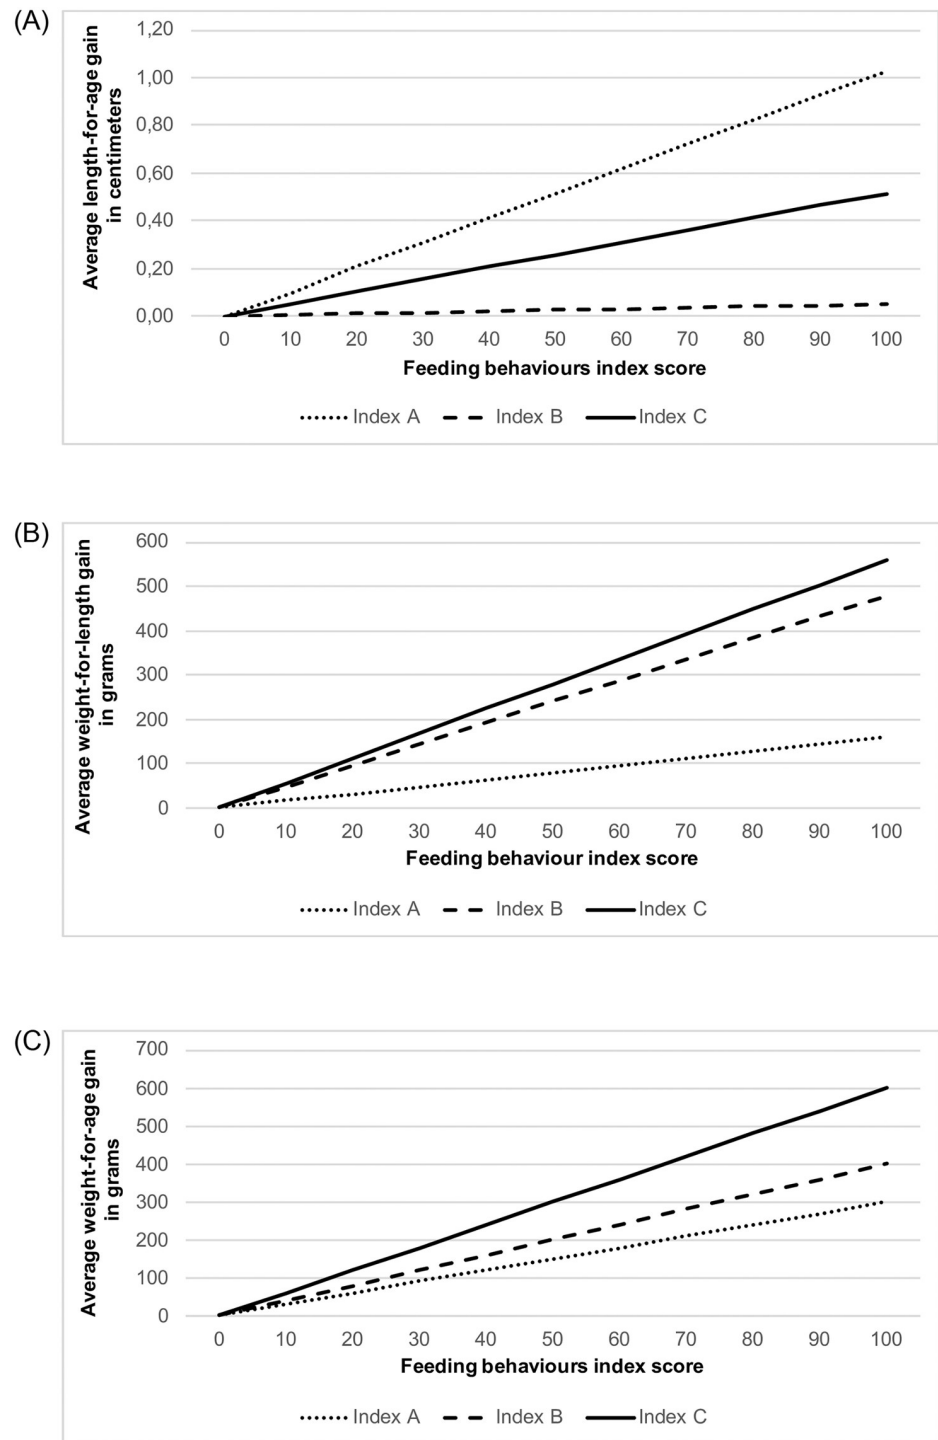 (A)
Average length-for-age gain
in centimeters
1,20
1,00
0,80
0,60
0,40
0,20
0,00
0 10 20 30 40 50 60 70 80 90 100
Feeding behaviours index score
Index A Index B Index C
(B)
Average weight-for-length gain
in grams
600
500
400
300
200
100
0
0 10 20 30 40 50 60 70 80 90 100
Feeding behaviour index score
Index A Index B Index C
(C)
Average weight-for-age gain
in grams
700
600
500
400
300
200
100
0
0 10 20 30 40 50 60 70 80 90 100
Feeding behaviours index score
Index A Index B Index C